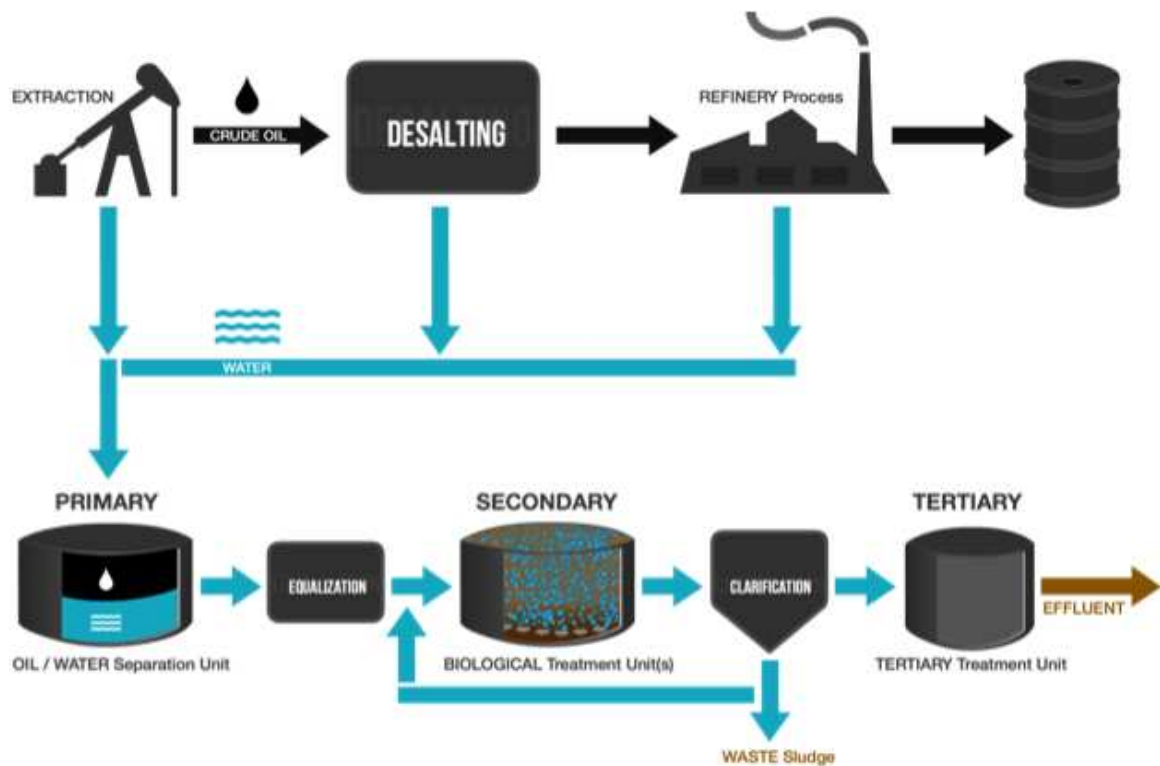 EXTRACTION
CRUDE OIL
DESALTING
REFINERY Process
WATER
PRIMARY
SECONDARY
TERTIARY
EQUALIZATION
CLARIFICATION
EFFLUENT
OIL / WATER Separation Unit
BIOLOGICAL Treatment Unit(s)
TERTIARY Treatment Unit
WASTE Sludge